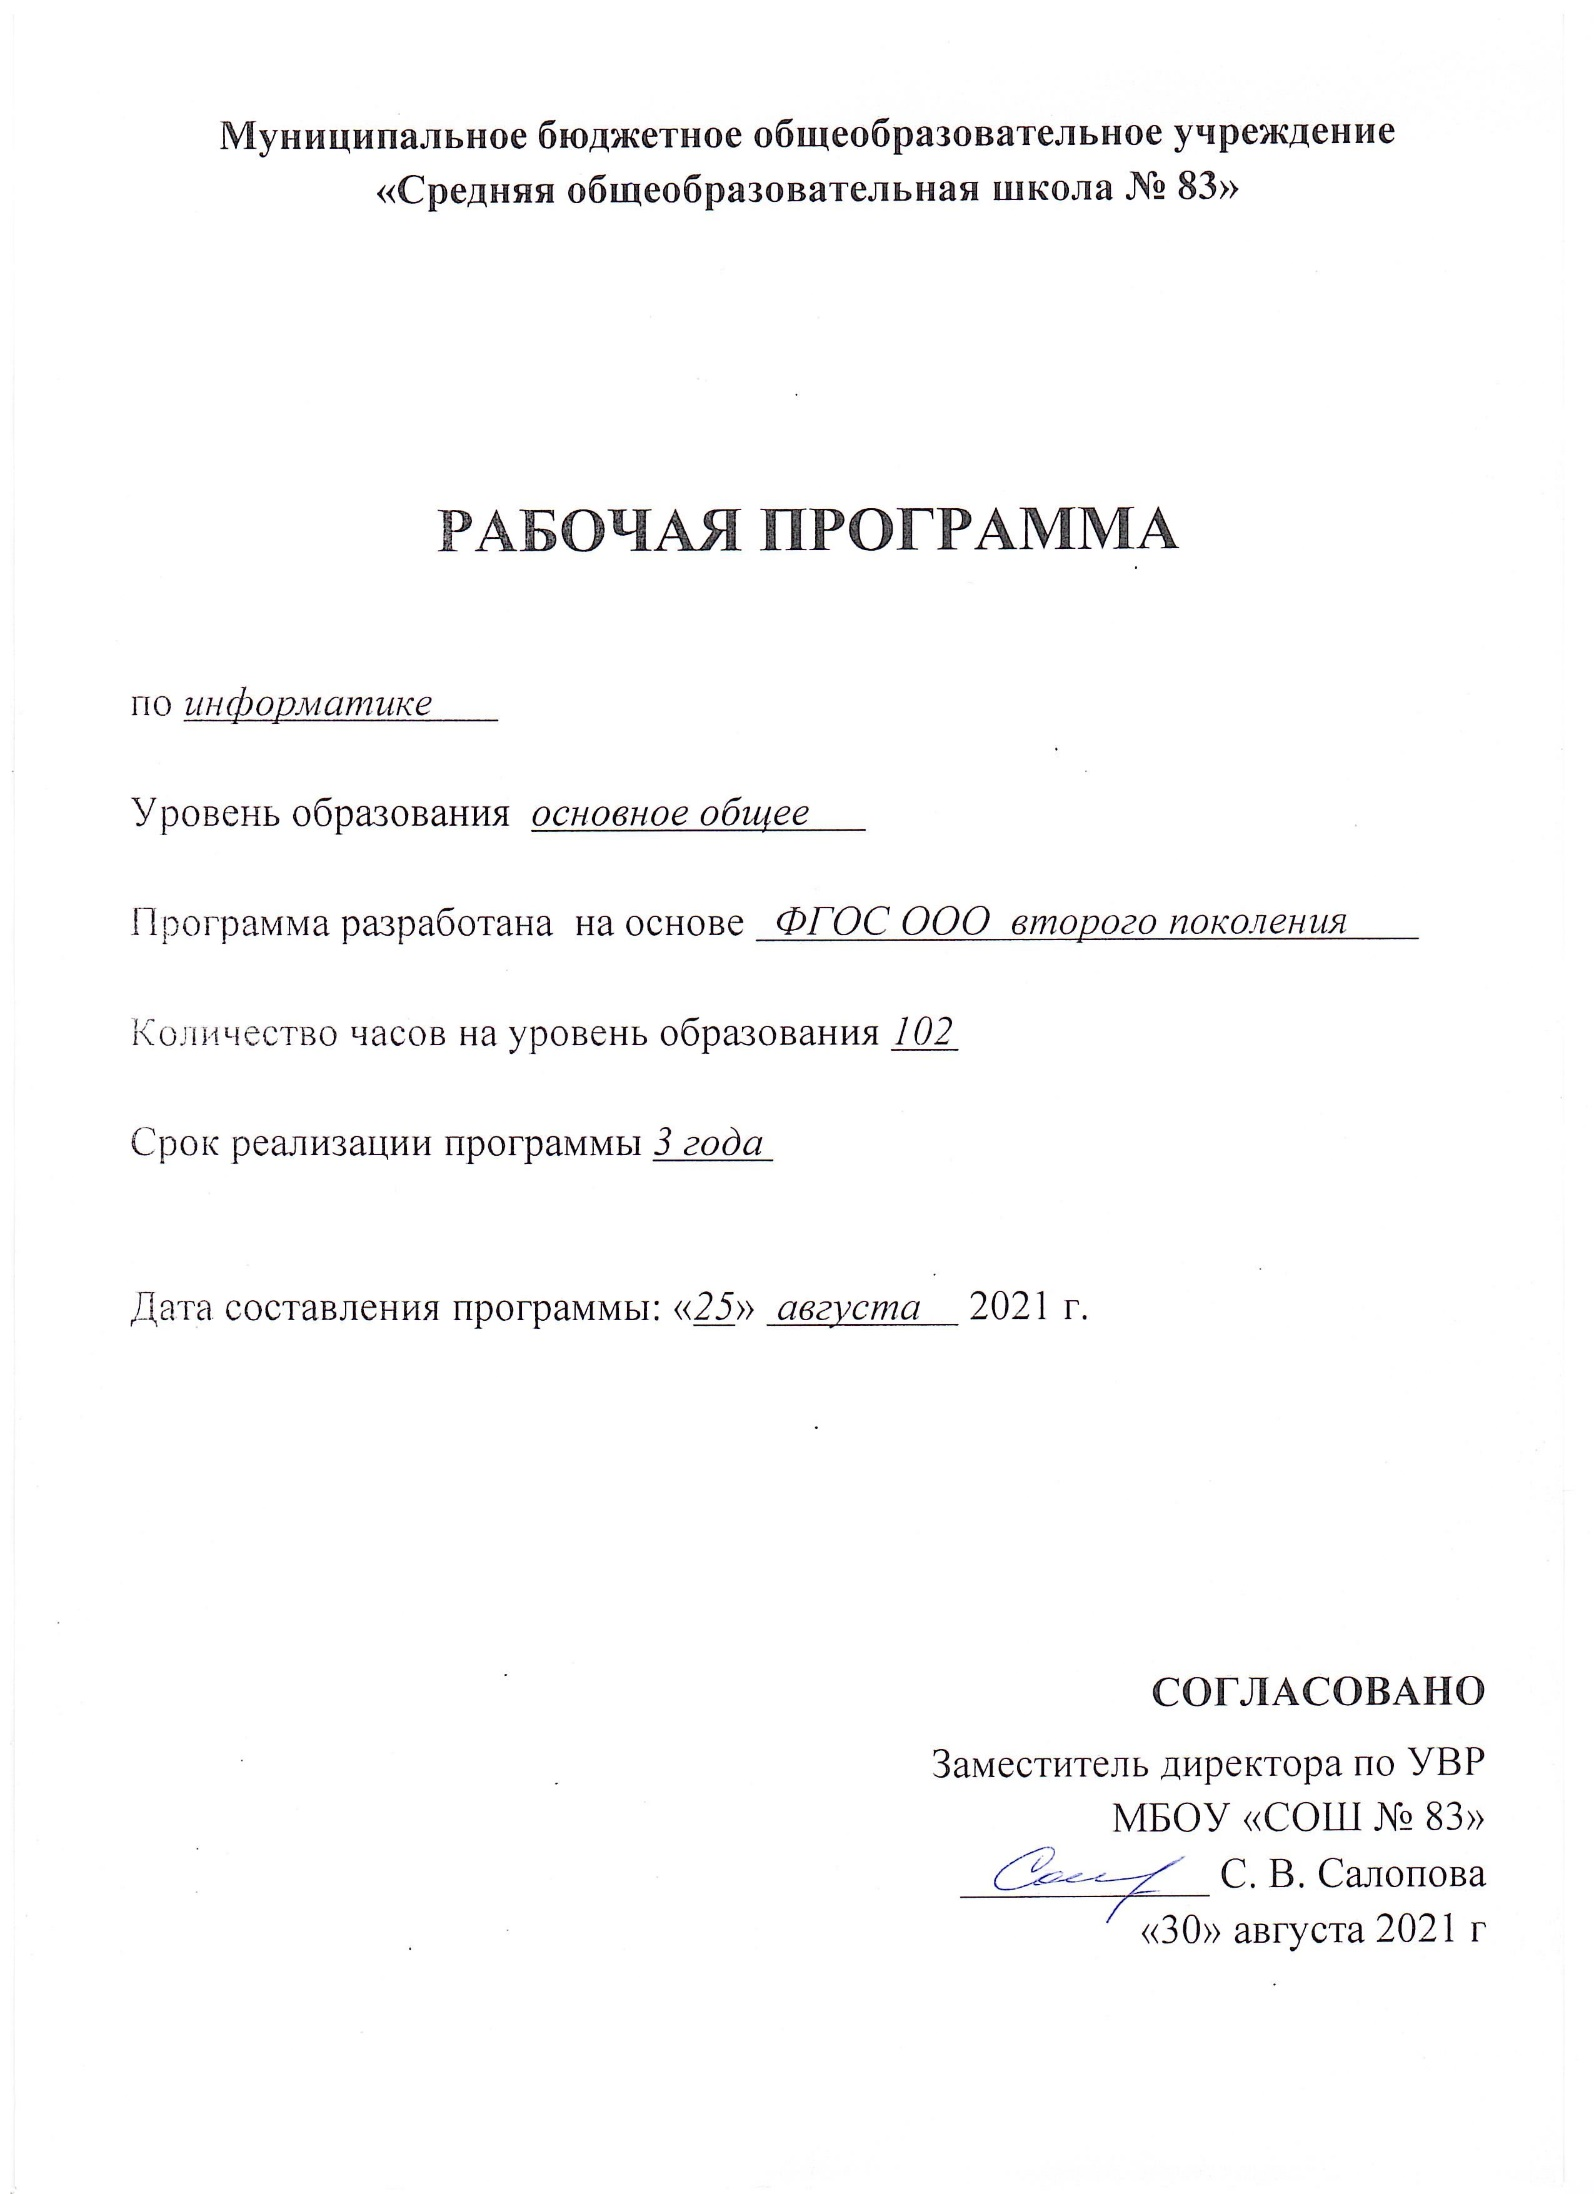 Муниципальное бюджетное общеобразовательное учреждение
«Средняя общеобразовательная школа № 83»
РАБОЧАЯ ПРОГРАММА
по информатике
Уровень образования основное общее
Программа разработана на основе ФГОС ООО второго поколения
Количество часов на уровень образования 102
Срок реализации программы 3 года
Дата составления программы: «25» августа 2021 г.
СОГЛАСОВАНО
Заместитель директора по УВР
МБОУ «СОШ № 83»
С. В. Салопова
«30» августа 2021 г